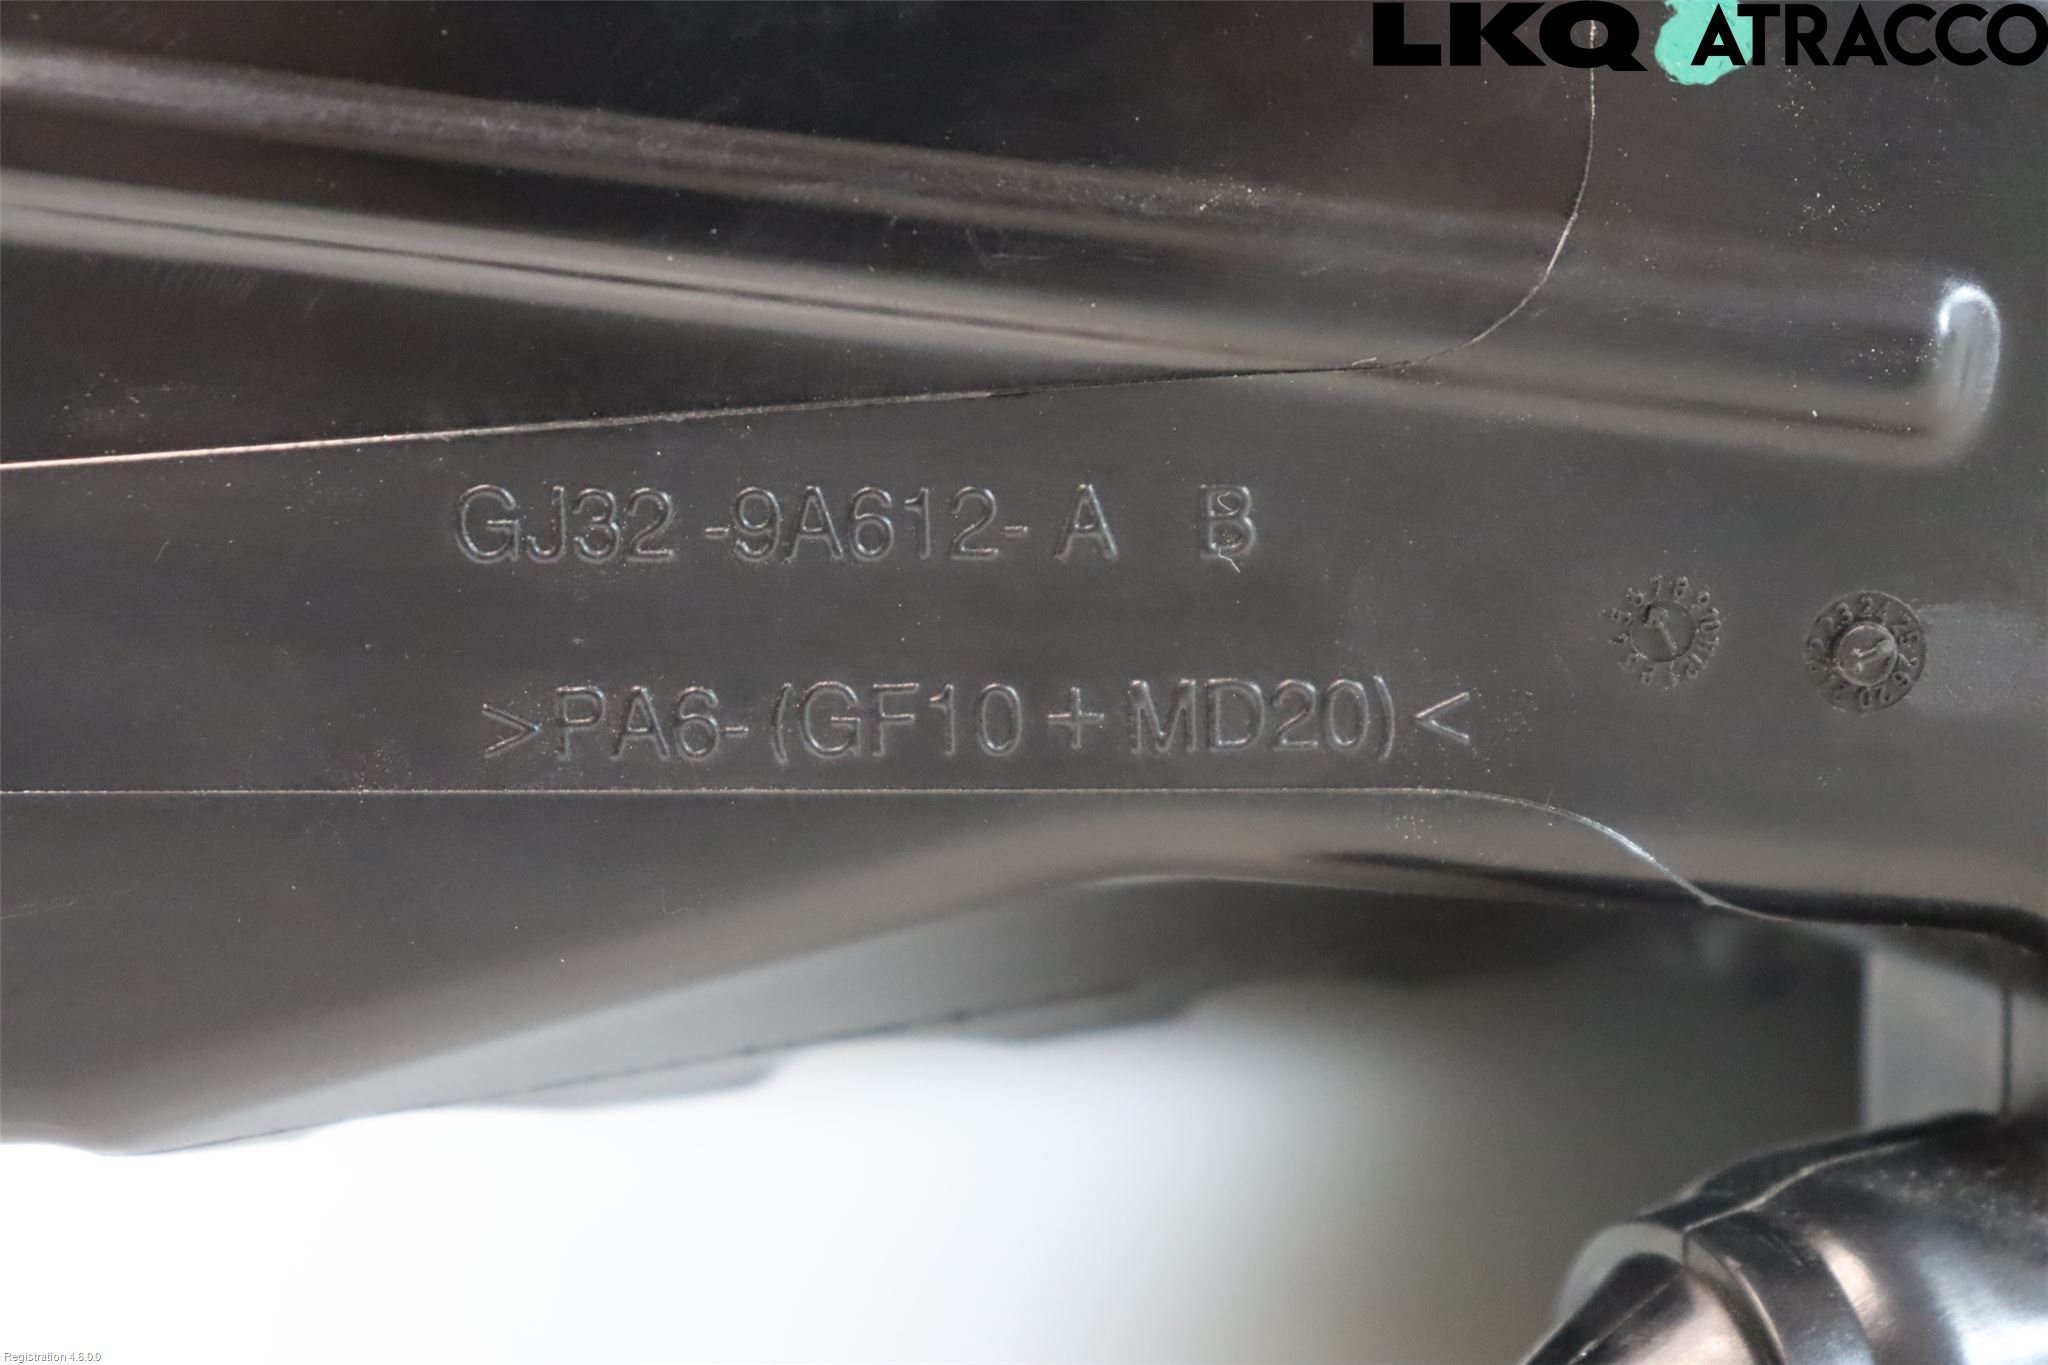 LKQ ATRACCO
GJ32 -9A612- A B
>PA6-(GF10+MD20)<
Registration 4.6.0.0